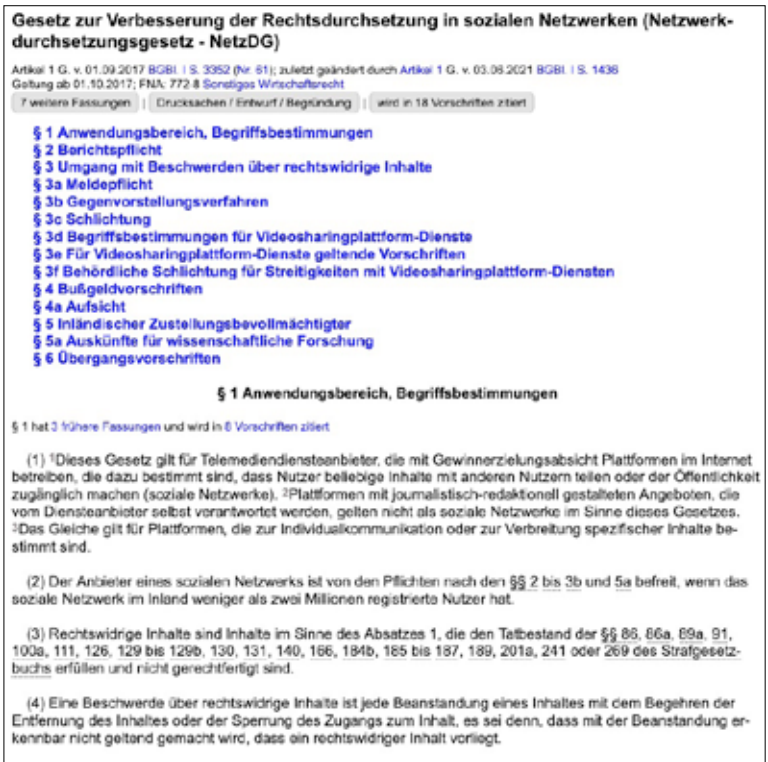 Gesetz zur Verbesserung der Rechtsdurchsetzung in sozialen Netzwerken (Netzwerk-
durchsetzungsgesetz - NetzDG)
Artikel 1 G. v. 01.09.2017 BGBl. I S. 3352 (Nr. 61); zuletzt geändert durch Artikel 1 G. v. 03.06.2021 BGBl. I S. 1436
Geltung ab 01.10.2017; FNA: 772-8 Sonstiges Wirtschaftsrecht
7 weitere Fassungen | Drucksachen / Entwurf / Begründung | wird in 18 Vorschriften zitiert
§ 1 Anwendungsbereich, Begriffsbestimmungen
§ 2 Berichtspflicht
§ 3 Umgang mit Beschwerden über rechtswidrige Inhalte
§ 3a Meldepflicht
§ 3b Gegenvorstellungsverfahren
§ 3c Schlichtung
§ 3d Begriffsbestimmungen für Videosharingplattform-Dienste
§ 3e Für Videosharingplattform-Dienste geltende Vorschriften
§ 3f Behördliche Schlichtung für Streitigkeiten mit Videosharingplattform-Diensten
§ 4 Bußgeldvorschriften
§ 4a Aufsicht
§ 5 Inländischer Zustellungsbevollmächtigter
§ 5a Auskünfte für wissenschaftliche Forschung
§ 6 Übergangsvorschriften
§ 1 Anwendungsbereich, Begriffsbestimmungen
§ 1 hat 3 frühere Fassungen und wird in 8 Vorschriften zitiert
(1) ¹Dieses Gesetz gilt für Telemediendiensteanbieter, die mit Gewinnerzielungsabsicht Plattformen im Internet
betreiben, die dazu bestimmt sind, dass Nutzer beliebige Inhalte mit anderen Nutzern teilen oder der Öffentlichkeit
zugänglich machen (soziale Netzwerke). ²Plattformen mit journalistisch-redaktionell gestalteten Angeboten, die
vom Diensteanbieter selbst verantwortet werden, gelten nicht als soziale Netzwerke im Sinne dieses Gesetzes.
³Das Gleiche gilt für Plattformen, die zur Individualkommunikation oder zur Verbreitung spezifischer Inhalte be-
stimmt sind.
(2) Der Anbieter eines sozialen Netzwerks ist von den Pflichten nach den §§ 2 bis 3b und 5a befreit, wenn das
soziale Netzwerk im Inland weniger als zwei Millionen registrierte Nutzer hat.
(3) Rechtswidrige Inhalte sind Inhalte im Sinne des Absatzes 1, die den Tatbestand der §§ 86, 86a, 89a, 91,
100a, 111, 126, 129 bis 129b, 130, 131, 140, 166, 184b, 185 bis 187, 189, 201a, 241 oder 269 des Strafgesetz-
buchs erfüllen und nicht gerechtfertigt sind.
(4) Eine Beschwerde über rechtswidrige Inhalte ist jede Beanstandung eines Inhaltes mit dem Begehren der
Entfernung des Inhaltes oder der Sperrung des Zugangs zum Inhalt, es sei denn, dass mit der Beanstandung er-
kennbar nicht geltend gemacht wird, dass ein rechtswidriger Inhalt vorliegt.